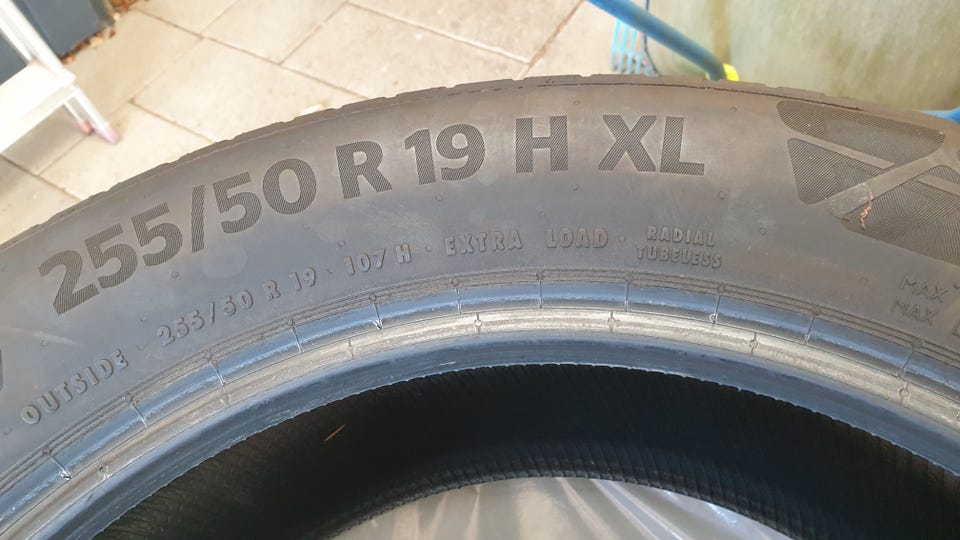 255/50 R 19 H XL
OUTSIDE · 255/50 R 19 · 107 H · EXTRA LOAD · RADIAL
TUBELESS
MAX
MAX